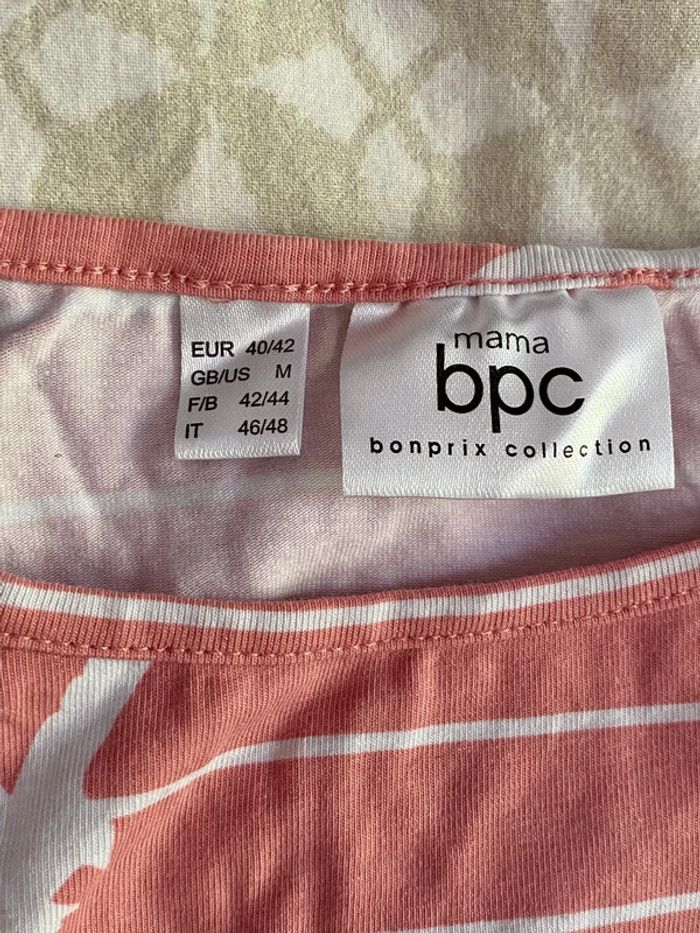 EUR 40/42
GB/US M
F/B 42/44
IT 46/48
mama
bpc
bonprix collection